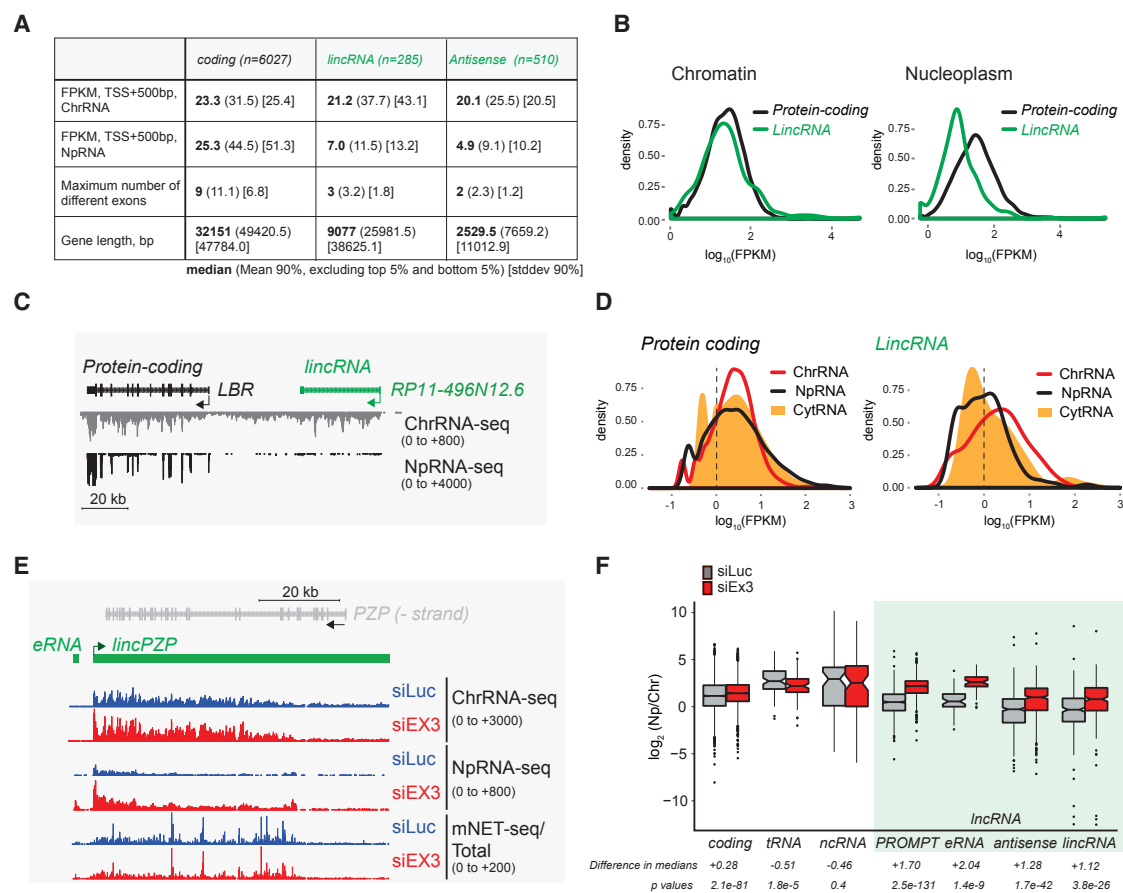 A
coding (n=6027) lincRNA (n=285) Antisense (n=510)
FPKM, TSS+500bp, ChrRNA 23.3 (31.5) [25.4] 21.2 (37.7) [43.1] 20.1 (25.5) [20.5]
FPKM, TSS+500bp, NpRNA 25.3 (44.5) [51.3] 7.0 (11.5) [13.2] 4.9 (9.1) [10.2]
Maximum number of different exons 9 (11.1) [6.8] 3 (3.2) [1.8] 2 (2.3) [1.2]
Gene length, bp 32151 (49420.5) [47784.0] 9077 (25981.5) [38625.1] 2529.5 (7659.2) [11012.9]
median (Mean 90%, excluding top 5% and bottom 5%) [stddev 90%]
B
Chromatin
Protein-coding
LincRNA
density
0.75
0.50
0.25
0.00
0 2 4
log10(FPKM)
Nucleoplasm
Protein-coding
LincRNA
density
0.75
0.50
0.25
0.00
0 2 4
log10(FPKM)
C
Protein-coding
LBR
lincRNA
RP11-496N12.6
ChrRNA-seq
(0 to +800)
NpRNA-seq
(0 to +4000)
20 kb
D
Protein coding
ChrRNA
NpRNA
CytRNA
density
0.75
0.50
0.25
0.00
-1 0 1 2 3
log10(FPKM)
LincRNA
ChrRNA
NpRNA
CytRNA
density
0.75
0.50
0.25
0.00
-1 0 1 2 3
log10(FPKM)
E
20 kb
PZP (- strand)
eRNA
lincPZP
siLuc
siEX3
ChrRNA-seq
(0 to +3000)
siLuc
siEX3
NpRNA-seq
(0 to +800)
siLuc
siEX3
mNET-seq/
Total
(0 to +200)
F
siLuc
siEx3
log2 (Np/Chr)
10
5
0
−5
−10
lncRNA
coding tRNA ncRNA PROMPT eRNA antisense lincRNA
Difference in medians +0.28 -0.51 -0.46 +1.70 +2.04 +1.28 +1.12
p values 2.1e-81 1.8e-5 0.4 2.5e-131 1.4e-9 1.7e-42 3.8e-26